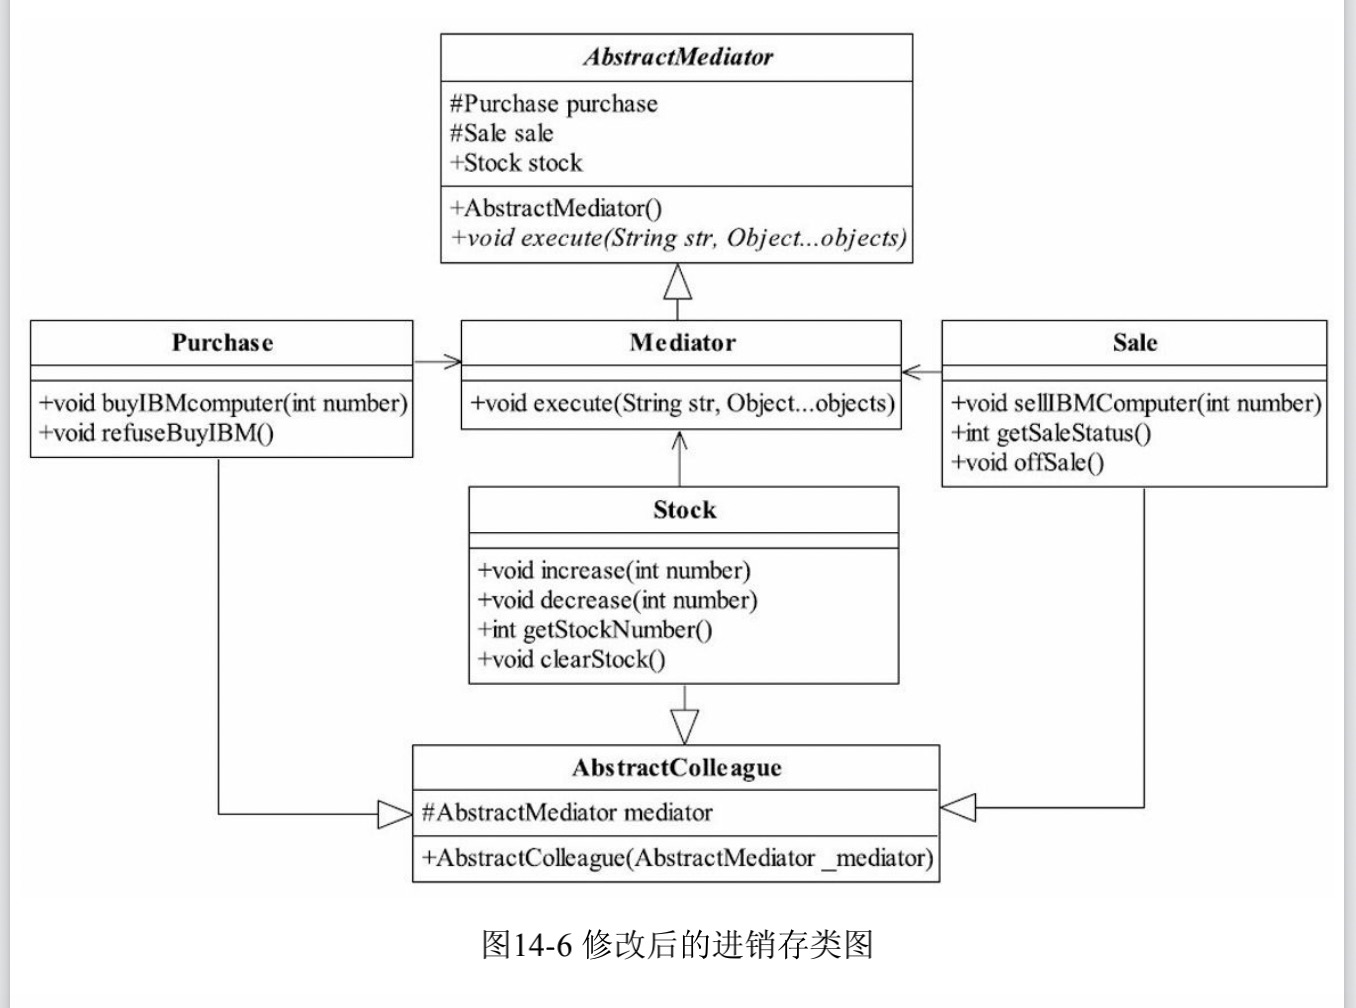 AbstractMediator
#Purchase purchase
#Sale sale
+Stock stock
+AbstractMediator()
+void execute(String str, Object...objects)
Purchase
+void buyIBMcomputer(int number)
+void refuseBuyIBM()
Mediator
+void execute(String str, Object...objects)
Sale
+void sellIBMComputer(int number)
+int getSaleStatus()
+void offSale()
Stock
+void increase(int number)
+void decrease(int number)
+int getStockNumber()
+void clearStock()
AbstractColleague
#AbstractMediator mediator
+AbstractColleague(AbstractMediator _mediator)
图14-6 修改后的进销存类图